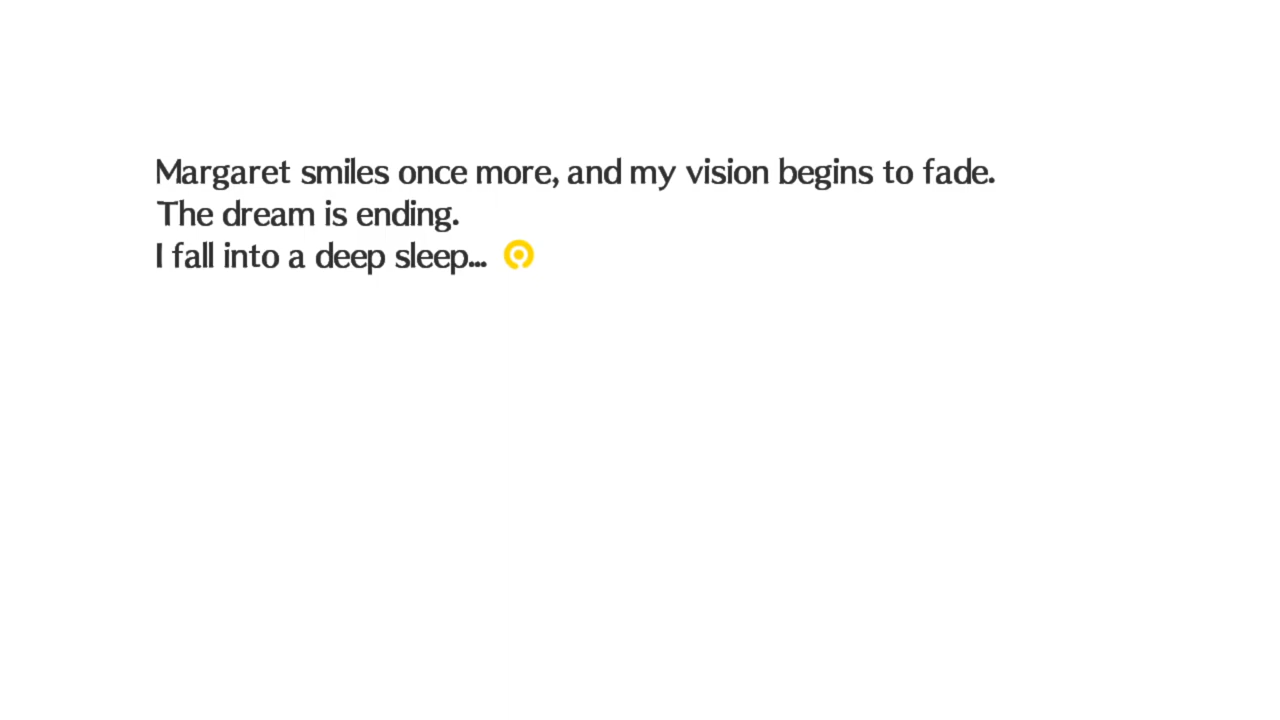 Margaret smiles once more, and my vision begins to fade.
The dream is ending.
I fall into a deep sleep...